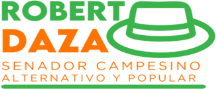 ROBERT
DAZA
SENADOR CAMPESINO
ALTERNATIVO Y POPULAR